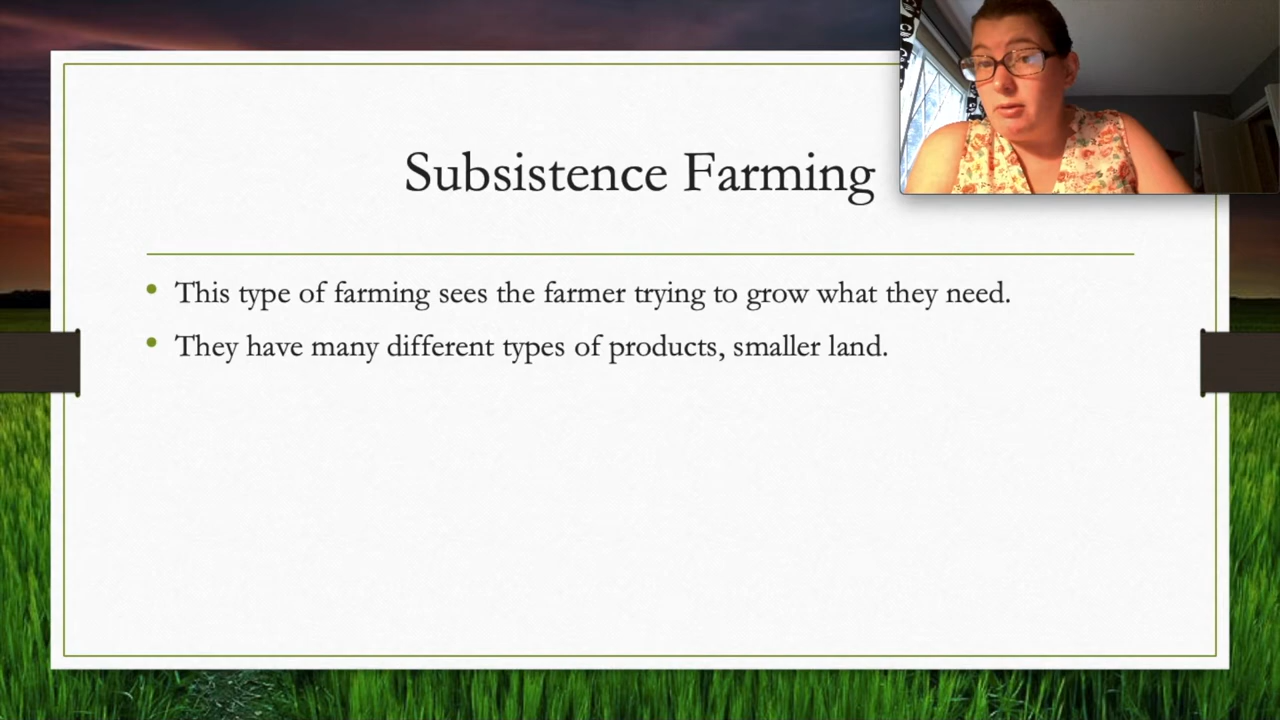 Subsistence Farming
• This type of farming sees the farmer trying to grow what they need.
• They have many different types of products, smaller land.